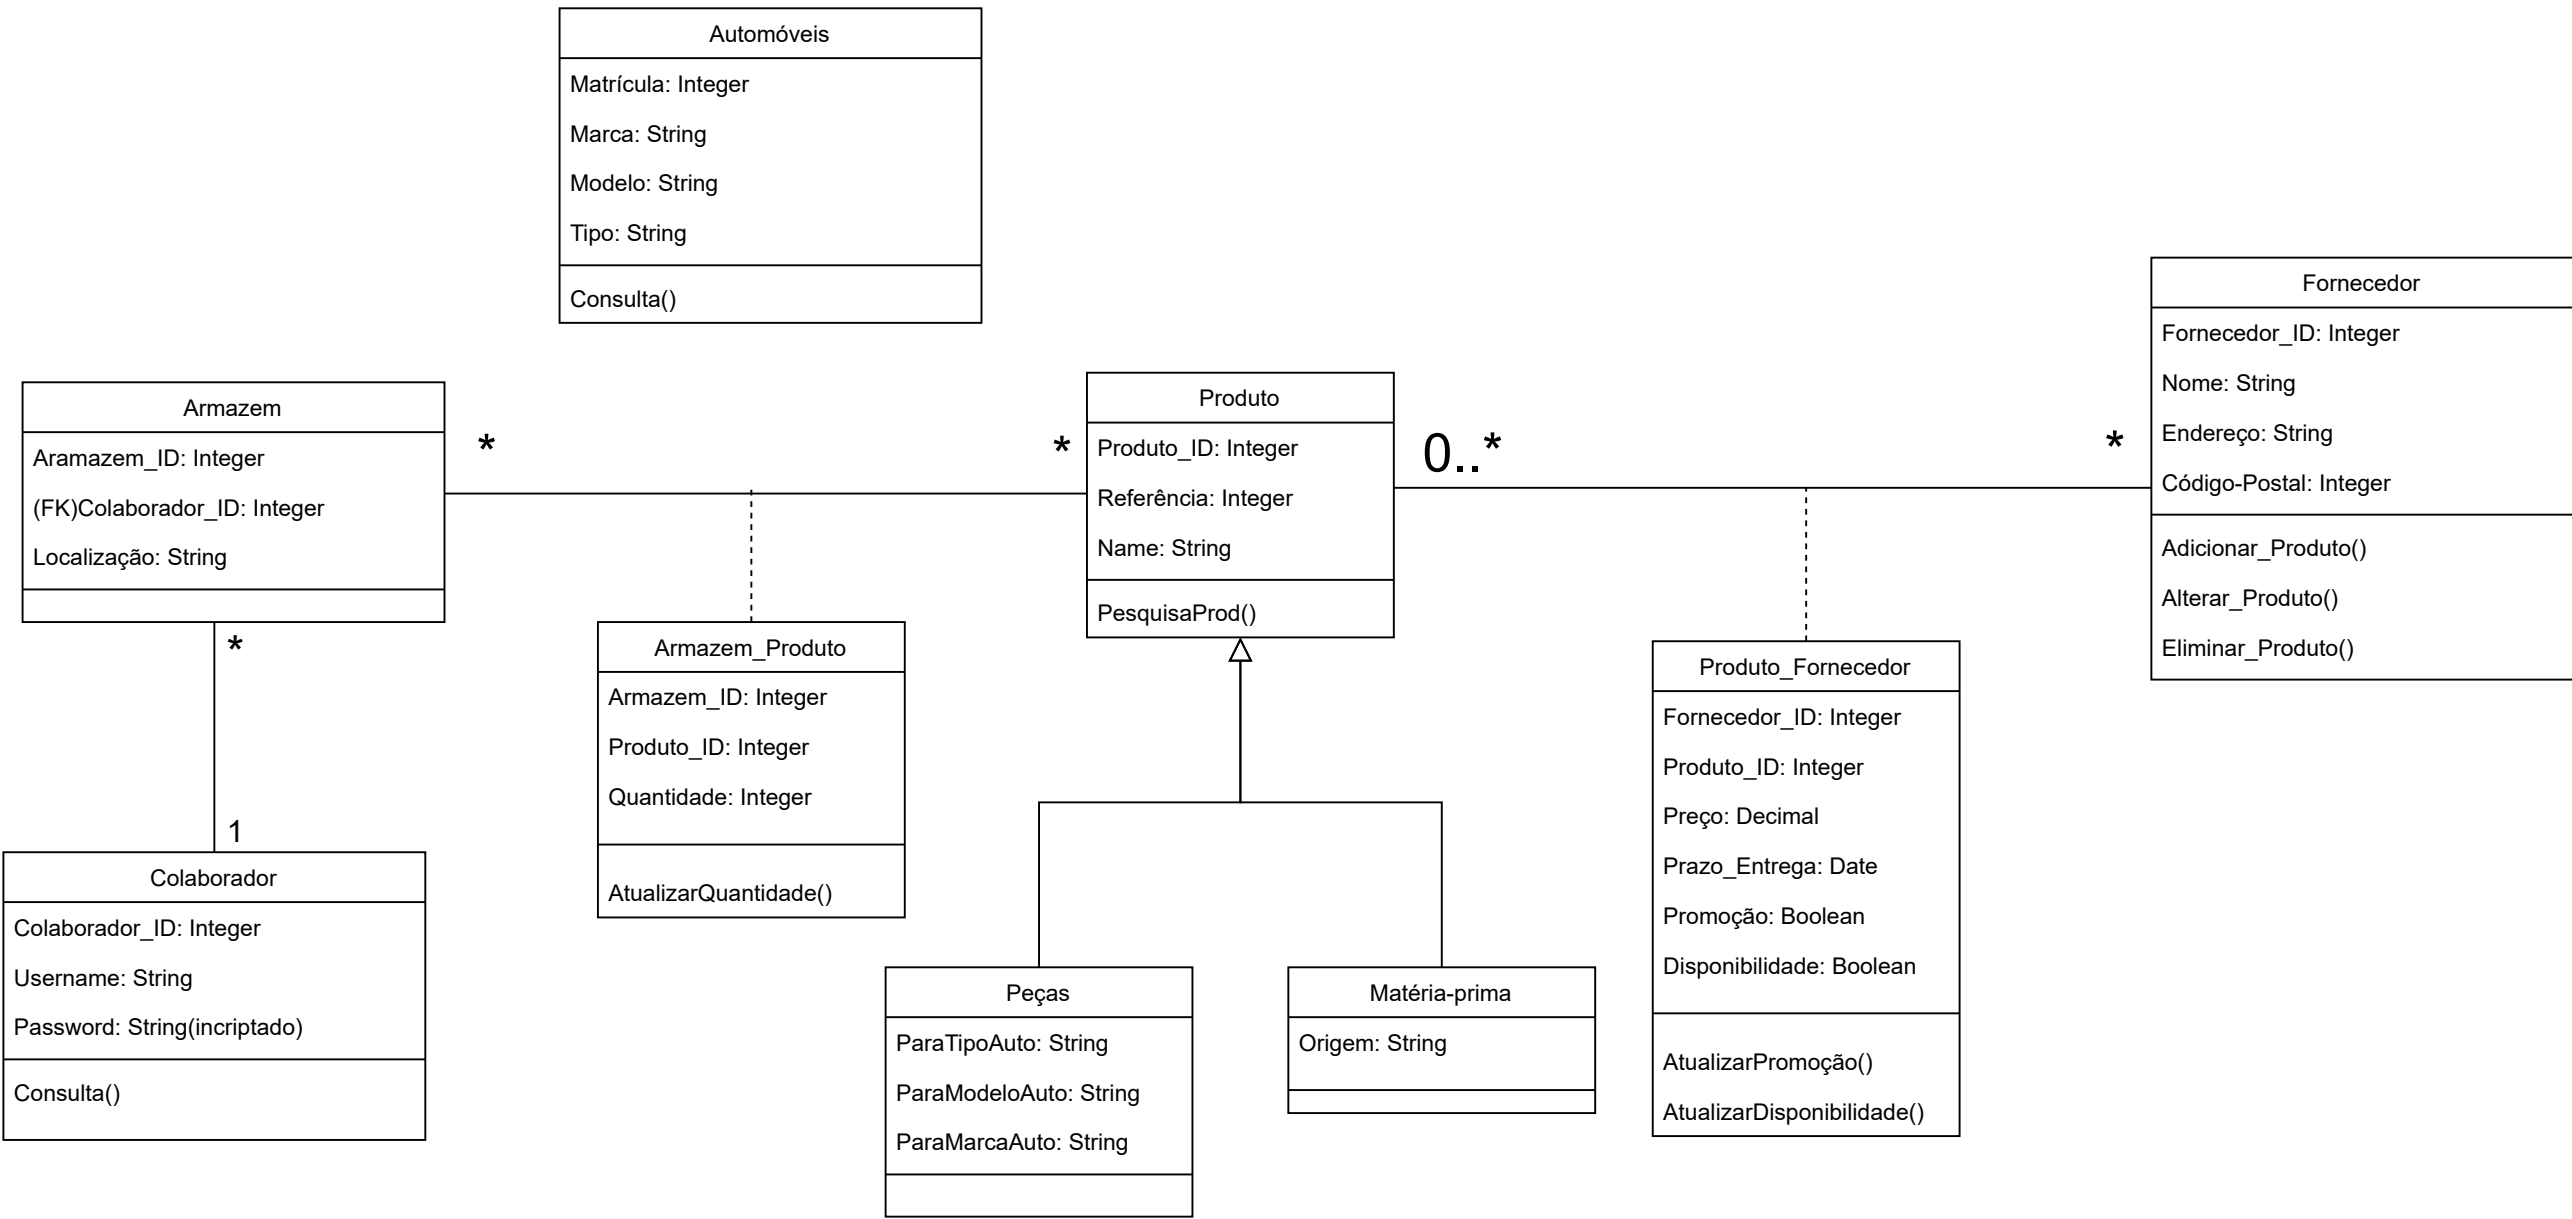 Automóveis
Matrícula: Integer
Marca: String
Modelo: String
Tipo: String
Consulta()
Armazem
Aramazem_ID: Integer
(FK)Colaborador_ID: Integer
Localização: String
*
*
*
1
Produto
Produto_ID: Integer
Referência: Integer
Name: String
PesquisaProd()
0..*
*
Fornecedor
Fornecedor_ID: Integer
Nome: String
Endereço: String
Código-Postal: Integer
Adicionar_Produto()
Alterar_Produto()
Eliminar_Produto()
Armazem_Produto
Armazem_ID: Integer
Produto_ID: Integer
Quantidade: Integer
AtualizarQuantidade()
Produto_Fornecedor
Fornecedor_ID: Integer
Produto_ID: Integer
Preço: Decimal
Prazo_Entrega: Date
Promoção: Boolean
Disponibilidade: Boolean
AtualizarPromoção()
AtualizarDisponibilidade()
Colaborador
Colaborador_ID: Integer
Username: String
Password: String(incriptado)
Consulta()
Peças
ParaTipoAuto: String
ParaModeloAuto: String
ParaMarcaAuto: String
Matéria-prima
Origem: String